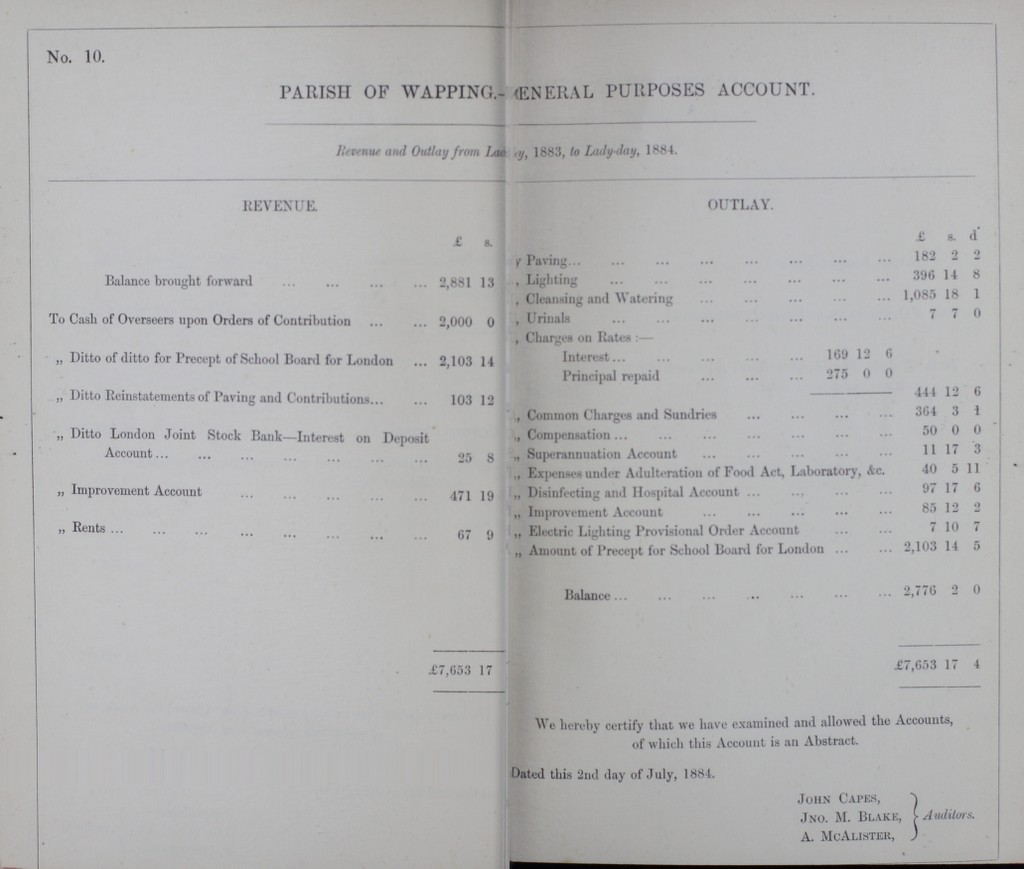 No. 10.
PARISH OF WAPPING.- ENERAL PURPOSES ACCOUNT.
Revenue and Outlay from La y, 1883, to Lady-day, 1884.
REVENUE.
£ s.
Balance brought forward ... ... ... ... 2,881 13
To Cash of Overseers upon Orders of Contribution ... ... 2,000 0
„ Ditto of ditto for Precept of School Board for London ... 2,103 14
„ Ditto Reinstatements of Paving and Contributions... ... 103 12
„ Ditto London Joint Stock Bank—Interest on Deposit
Account... ... ... ... ... ... ... 25 8
„ Improvement Account ... ... ... ... ... 471 19
„ Rents ... ... ... ... ... ... ... ... 67 9
£7,653 17
OUTLAY.
£ s. d
y Paving... ... ... ... ... ... ... ... 182 2 2
, Lighting ... ... ... ... ... ... ... 396 14 8
, Cleansing and Watering ... ... ... ... ... 1,085 18 1
, Urinals ... ... ... ... ... ... ... 7 7 0
, Charges on Rates :—
Interest... ... ... ... ... 169 12 6
Principal repaid ... ... ... 275 0 0
444 12 6
„ Common Charges and Sundries ... ... ... ... 364 3 1
„ Compensation ... ... ... ... ... ... ... 50 0 0
„ Superannuation Account ... ... ... ... ... 11 17 3
„ Expenses under Adulteration of Food Act, Laboratory, &c. 40 5 11
„ Disinfecting and Hospital Account ... ... ... ... 97 17 6
„ Improvement Account ... ... ... ... ... 85 12 2
„ Electric Lighting Provisional Order Account ... ... 7 10 7
„ Amount of Precept for School Board for London ... ... 2,103 14 5
Balance ... ... ... ... ... ... ... 2,776 2 0
£7,653 17 4
We hereby certify that we have examined and allowed the Accounts,
of which this Account is an Abstract.
Dated this 2nd day of July, 1884.
JOHN CAPES,
JNO. M. BLAKE, } Auditors.
A. MCALISTER,